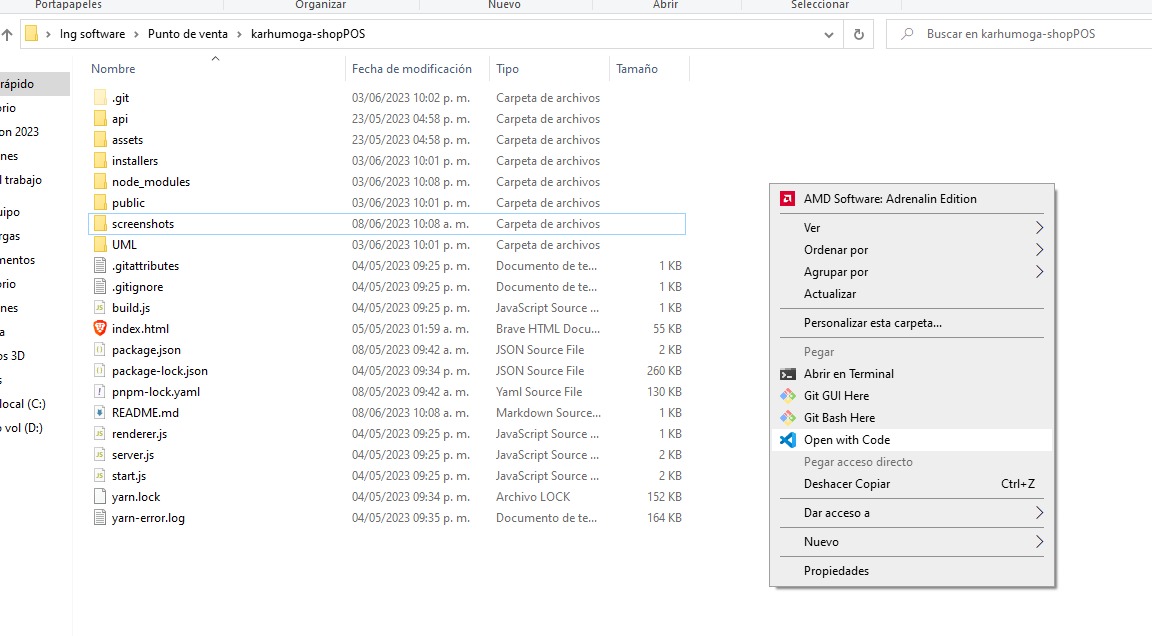 Portapapeles Organizar Nuevo Abrir Seleccionar
Ing software Punto de venta karhumoga-shopPOS Buscar en karhumoga-shopPOS
Nombre Fecha de modificación Tipo Tamaño
rápido
orio
on 2023
nes
l trabajo
uipo
rgas
mentos
orio
nes
a
os 3D
s
local (C:)
o vol (D:)
.git 03/06/2023 10:02 p. m. Carpeta de archivos
api 23/05/2023 04:58 p. m. Carpeta de archivos
assets 23/05/2023 04:58 p. m. Carpeta de archivos
installers 03/06/2023 10:01 p. m. Carpeta de archivos
node_modules 03/06/2023 10:08 p. m. Carpeta de archivos
public 03/06/2023 10:01 p. m. Carpeta de archivos
screenshots 08/06/2023 10:08 a. m. Carpeta de archivos
UML 03/06/2023 10:01 p. m. Carpeta de archivos
.gitattributes 04/05/2023 09:25 p. m. Documento de te... 1 KB
.gitignore 04/05/2023 09:25 p. m. Documento de te... 1 KB
build.js 04/05/2023 09:25 p. m. JavaScript Source ... 1 KB
index.html 05/05/2023 01:59 a. m. Brave HTML Docu... 55 KB
package.json 08/05/2023 09:42 a. m. JSON Source File 2 KB
package-lock.json 04/05/2023 09:34 p. m. JSON Source File 260 KB
pnpm-lock.yaml 08/05/2023 09:42 a. m. Yaml Source File 130 KB
README.md 08/06/2023 10:08 a. m. Markdown Source... 1 KB
renderer.js 04/05/2023 09:25 p. m. JavaScript Source ... 1 KB
server.js 04/05/2023 09:25 p. m. JavaScript Source ... 2 KB
start.js 04/05/2023 09:25 p. m. JavaScript Source ... 2 KB
yarn.lock 04/05/2023 09:34 p. m. Archivo LOCK 152 KB
yarn-error.log 04/05/2023 09:35 p. m. Documento de te... 164 KB
AMD Software: Adrenalin Edition
Ver
Ordenar por
Agrupar por
Actualizar
Personalizar esta carpeta...
Pegar
Abrir en Terminal
Git GUI Here
Git Bash Here
Open with Code
Pegar acceso directo
Deshacer Copiar Ctrl+Z
Dar acceso a
Nuevo
Propiedades